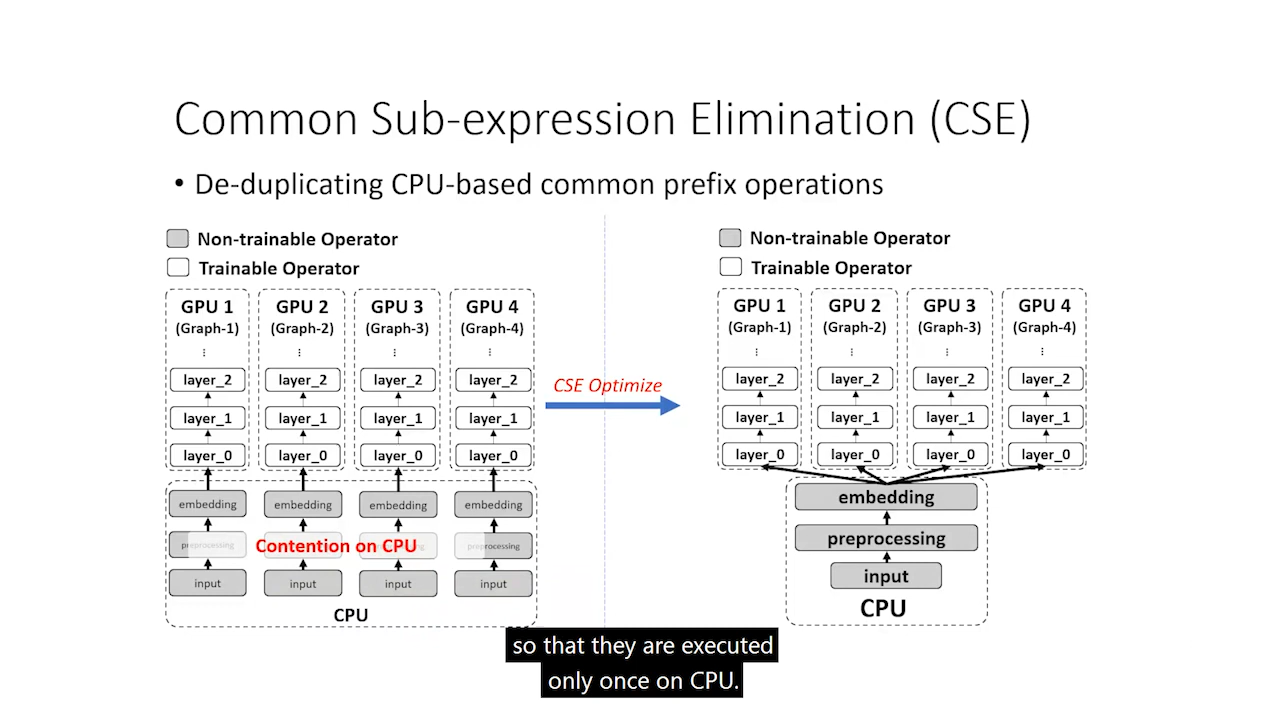 Common Sub-expression Elimination (CSE)
• De-duplicating CPU-based common prefix operations
Non-trainable Operator
Trainable Operator
GPU 1 GPU 2 GPU 3 GPU 4
(Graph-1) (Graph-2) (Graph-3) (Graph-4)
layer_2 layer_2 layer_2 layer_2
layer_1 layer_1 layer_1 layer_1
layer_0 layer_0 layer_0 layer_0
embedding embedding embedding embedding
preprocessing Contention on CPU preprocessing
input input input input
CPU
CSE Optimize
Non-trainable Operator
Trainable Operator
GPU 1 GPU 2 GPU 3 GPU 4
(Graph-1) (Graph-2) (Graph-3) (Graph-4)
layer_2 layer_2 layer_2 layer_2
layer_1 layer_1 layer_1 layer_1
layer_0 layer_0 layer_0 layer_0
embedding
preprocessing
input
CPU
so that they are executed
only once on CPU.